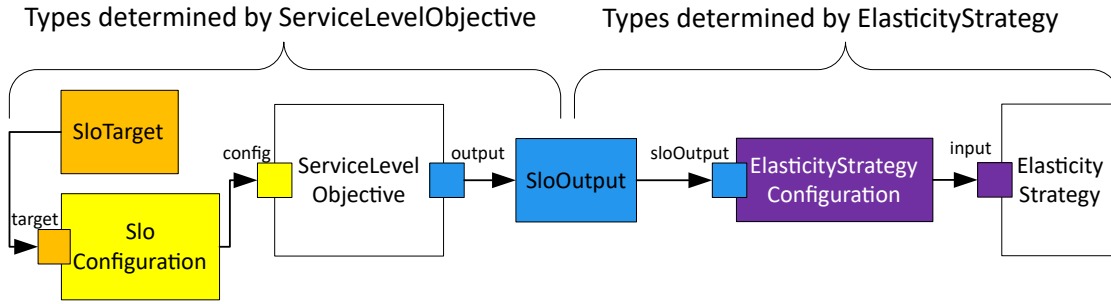 Types determined by ServiceLevelObjective
Types determined by ElasticityStrategy
SloTarget
target
Slo
Configuration
config
ServiceLevel
Objective
output
SloOutput
sloOutput
ElasticityStrategy
Configuration
input
Elasticity
Strategy